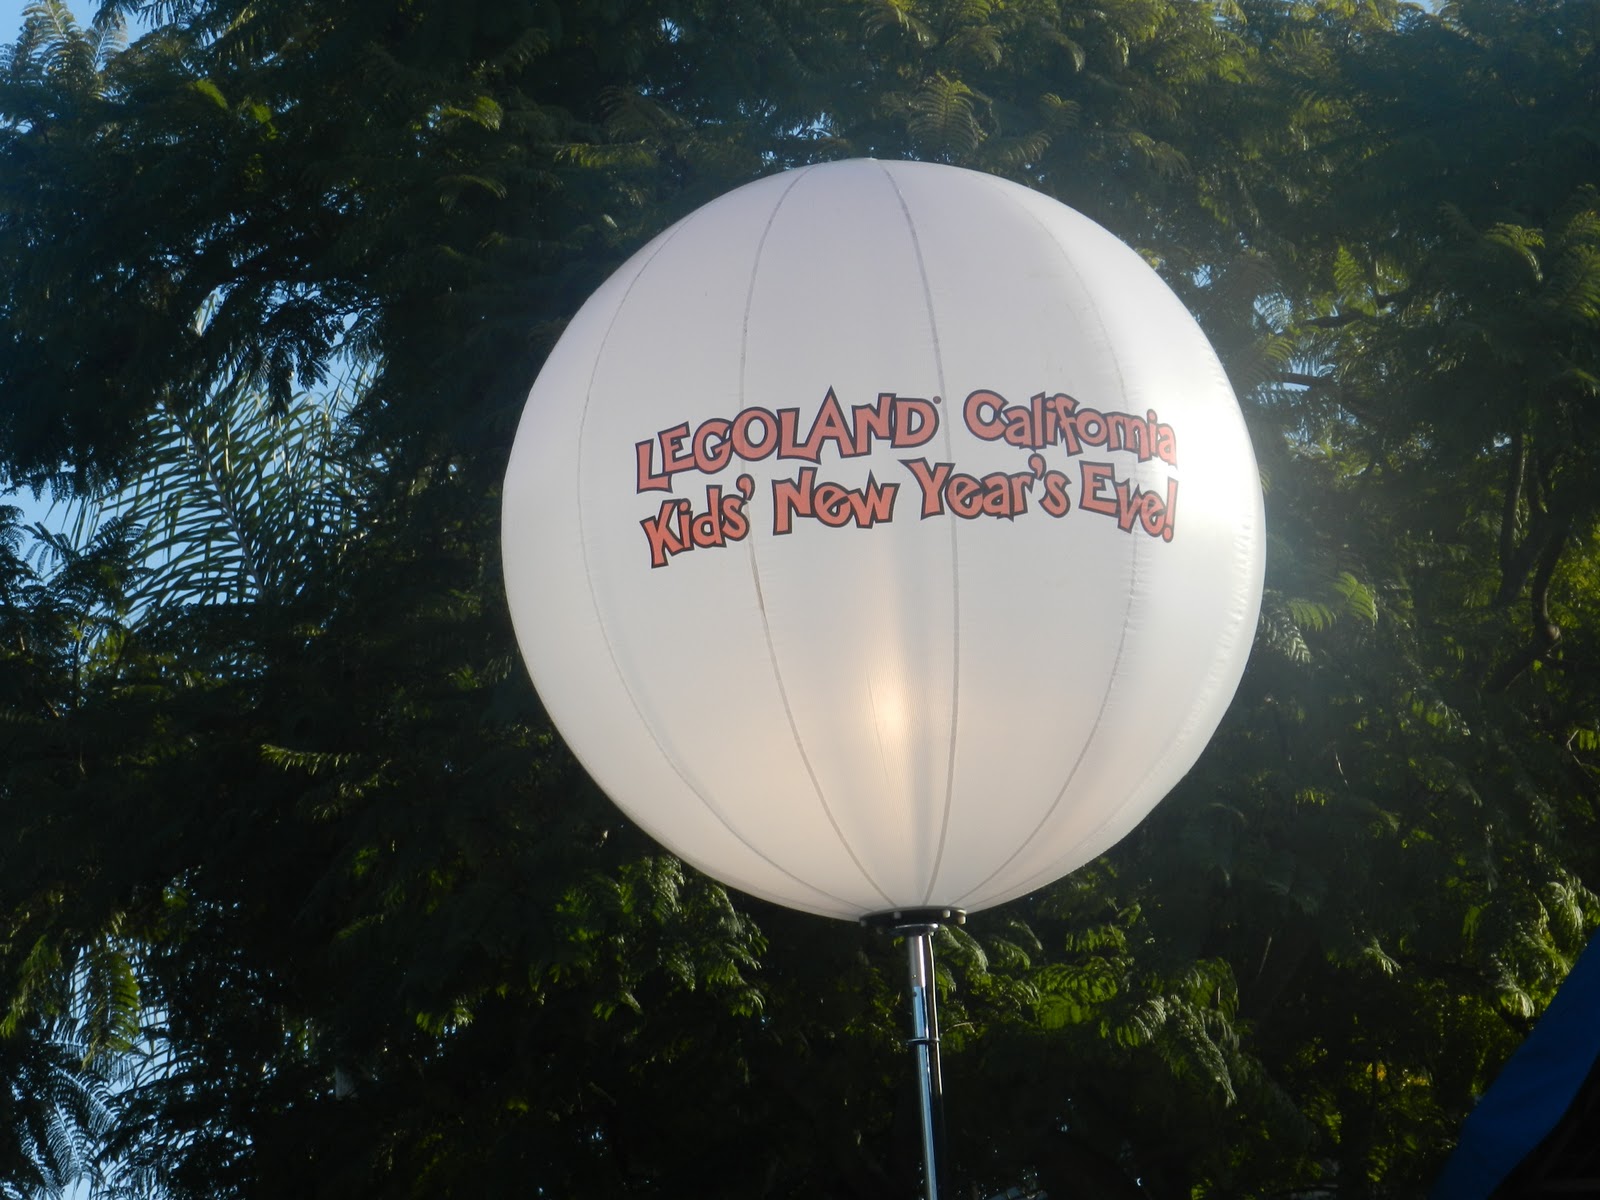 LEGOLAND® California
Kids' New Year's Eve!